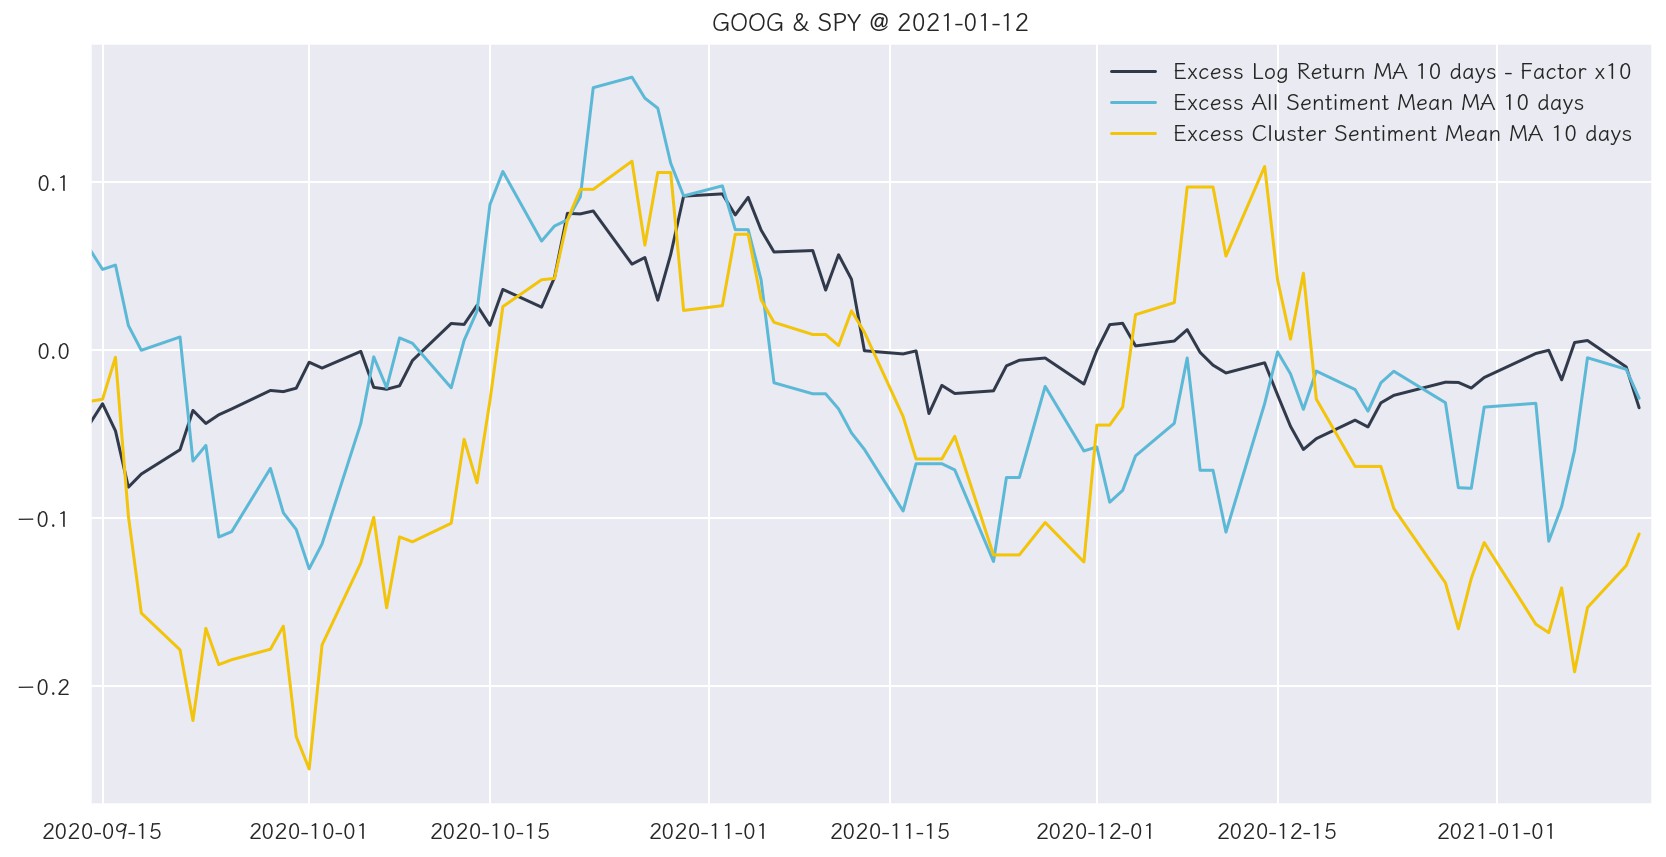 GOOG & SPY @ 2021-01-12
Excess Log Return MA 10 days - Factor x10
Excess All Sentiment Mean MA 10 days
Excess Cluster Sentiment Mean MA 10 days
0.1
0.0
−0.1
−0.2
2020-09-15 2020-10-01 2020-10-15 2020-11-01 2020-11-15 2020-12-01 2020-12-15 2021-01-01